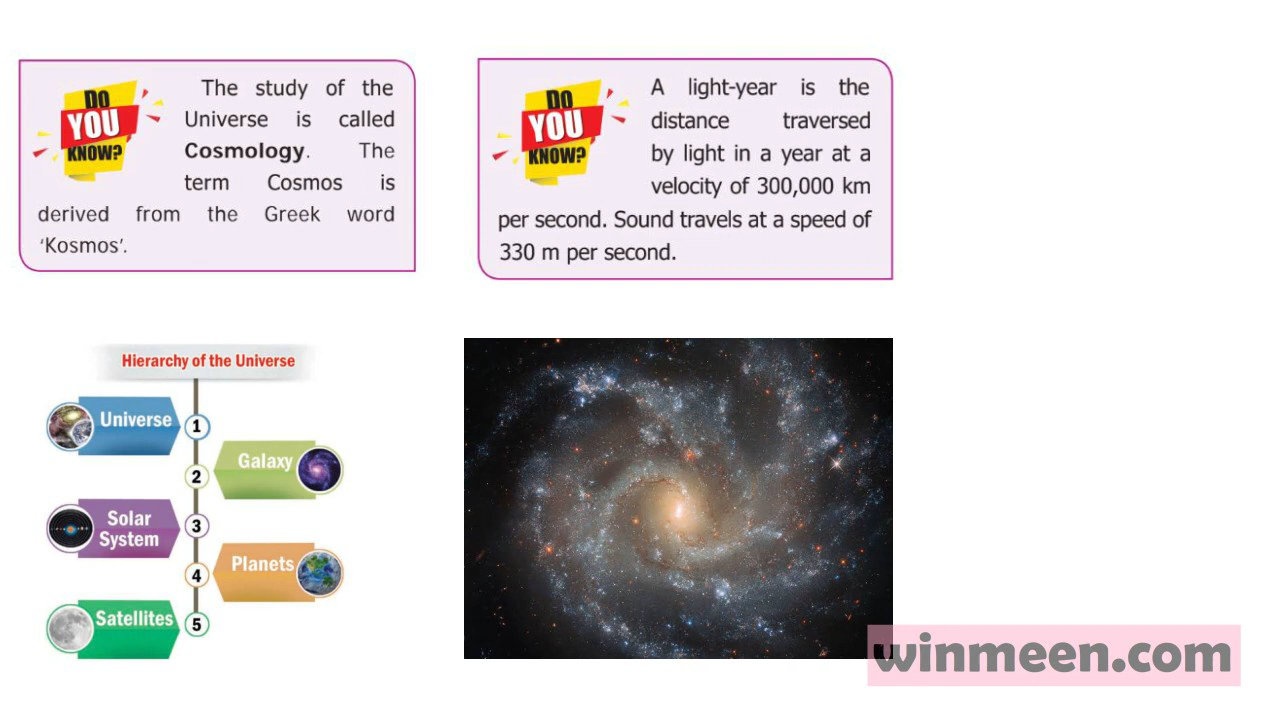 DO
YOU
KNOW?
The study of the
Universe is called
Cosmology. The
term Cosmos is
derived from the Greek word
‘Kosmos’.
DO
YOU
KNOW?
A light-year is the
distance traversed
by light in a year at a
velocity of 300,000 km
per second. Sound travels at a speed of
330 m per second.
Hierarchy of the Universe
Universe
1
Galaxy
2
Solar
System
3
Planets
4
Satellites
5
winmeen.com